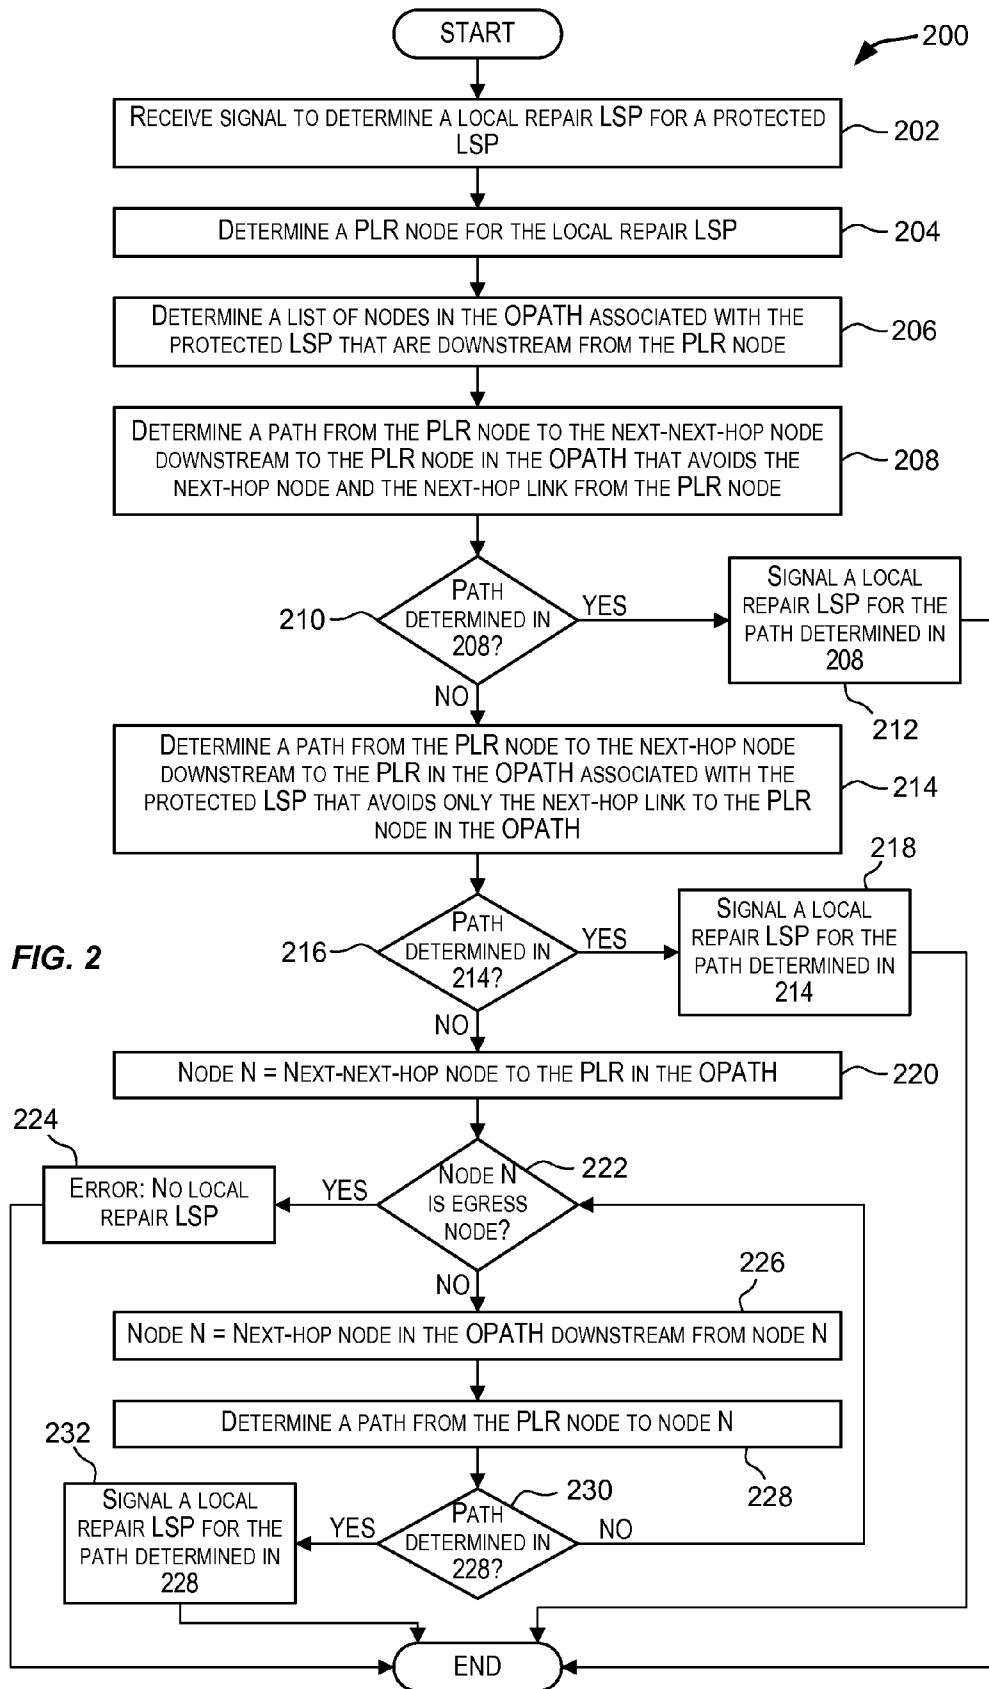 START
200
RECEIVE SIGNAL TO DETERMINE A LOCAL REPAIR LSP FOR A PROTECTED
LSP
202
DETERMINE A PLR NODE FOR THE LOCAL REPAIR LSP
204
DETERMINE A LIST OF NODES IN THE OPATH ASSOCIATED WITH THE
PROTECTED LSP THAT ARE DOWNSTREAM FROM THE PLR NODE
206
DETERMINE A PATH FROM THE PLR NODE TO THE NEXT-NEXT-HOP NODE
DOWNSTREAM TO THE PLR NODE IN THE OPATH THAT AVOIDS THE
NEXT-HOP NODE AND THE NEXT-HOP LINK FROM THE PLR NODE
208
PATH
DETERMINED IN
208?
210
YES
SIGNAL A LOCAL
REPAIR LSP FOR THE
PATH DETERMINED IN
208
212
NO
DETERMINE A PATH FROM THE PLR NODE TO THE NEXT-HOP NODE
DOWNSTREAM TO THE PLR IN THE OPATH ASSOCIATED WITH THE
PROTECTED LSP THAT AVOIDS ONLY THE NEXT-HOP LINK TO THE PLR
NODE IN THE OPATH
214
218
FIG. 2
PATH
DETERMINED IN
214?
216
YES
SIGNAL A LOCAL
REPAIR LSP FOR THE
PATH DETERMINED IN
214
NO
NODE N = NEXT-NEXT-HOP NODE TO THE PLR IN THE OPATH
220
224
NODE N
IS EGRESS
NODE?
222
YES
ERROR: NO LOCAL
REPAIR LSP
NO
226
NODE N = NEXT-HOP NODE IN THE OPATH DOWNSTREAM FROM NODE N
DETERMINE A PATH FROM THE PLR NODE TO NODE N
228
232
PATH
DETERMINED IN
228?
230
YES
NO
SIGNAL A LOCAL
REPAIR LSP FOR THE
PATH DETERMINED IN
228
END